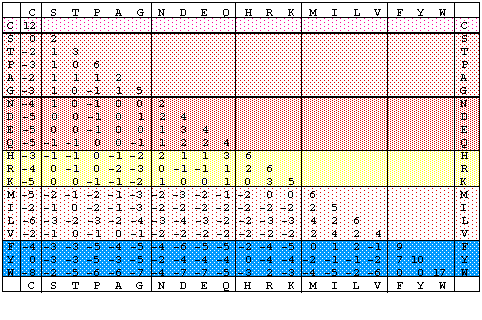 C S T P A G N D E Q H R K M I L V F Y W
C 12 C
S 0 2 S
T -2 1 3 T
P -3 1 0 6 P
A -2 1 1 1 2 A
G -3 1 0 -1 1 5 G
N -4 1 0 -1 0 0 2 N
D -5 0 0 -1 0 1 2 4 D
E -5 0 0 -1 0 0 1 3 4 E
Q -5 -1 -1 0 0 -1 1 2 2 4 Q
H -3 -1 -1 0 -1 -2 2 1 1 3 6 H
R -4 0 -1 0 -2 -3 0 -1 -1 1 2 6 R
K -5 0 0 -1 -1 -2 1 0 0 1 0 3 5 K
M -5 -2 -1 -2 -1 -3 -2 -3 -2 -1 -2 0 0 6 M
I -2 -1 0 -2 -1 -3 -2 -2 -2 -2 -2 -2 -2 2 5 I
L -6 -3 -2 -3 -2 -4 -3 -4 -3 -2 -2 -3 -3 4 2 6 L
V -2 -1 0 -1 0 -1 -2 -2 -2 -2 -2 -2 -2 2 4 2 4 V
F -4 -3 -3 -5 -4 -5 -4 -6 -5 -5 -2 -4 -5 0 1 2 -1 9 F
Y 0 -3 -3 -5 -3 -5 -2 -4 -4 -4 0 -4 -4 -2 -1 -1 -2 7 10 Y
W -8 -2 -5 -6 -6 -7 -4 -7 -7 -5 -3 2 -3 -4 -5 -2 -6 0 0 17 W
C S T P A G N D E Q H R K M I L V F Y W